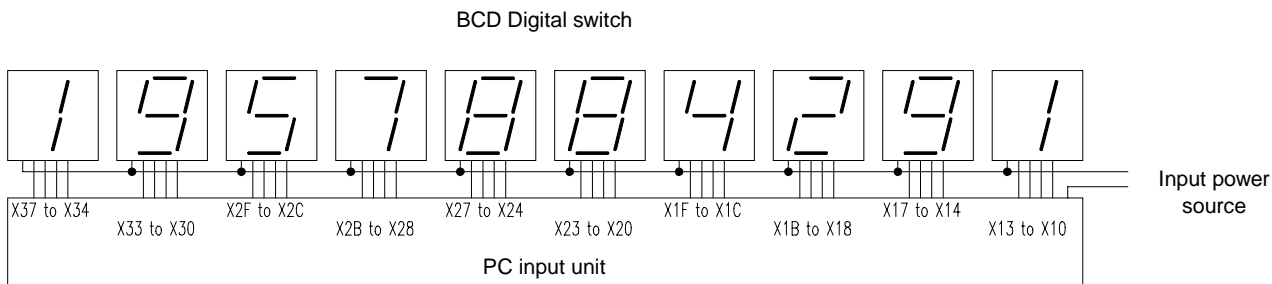 BCD Digital switch
1 9 5 7 8 8 4 2 9 1
Input power
source
X37 to X34 X2F to X2C X27 to X24 X1F to X1C X17 to X14
X33 to X30 X2B to X28 X23 to X20 X1B to X18 X13 to X10
PC input unit